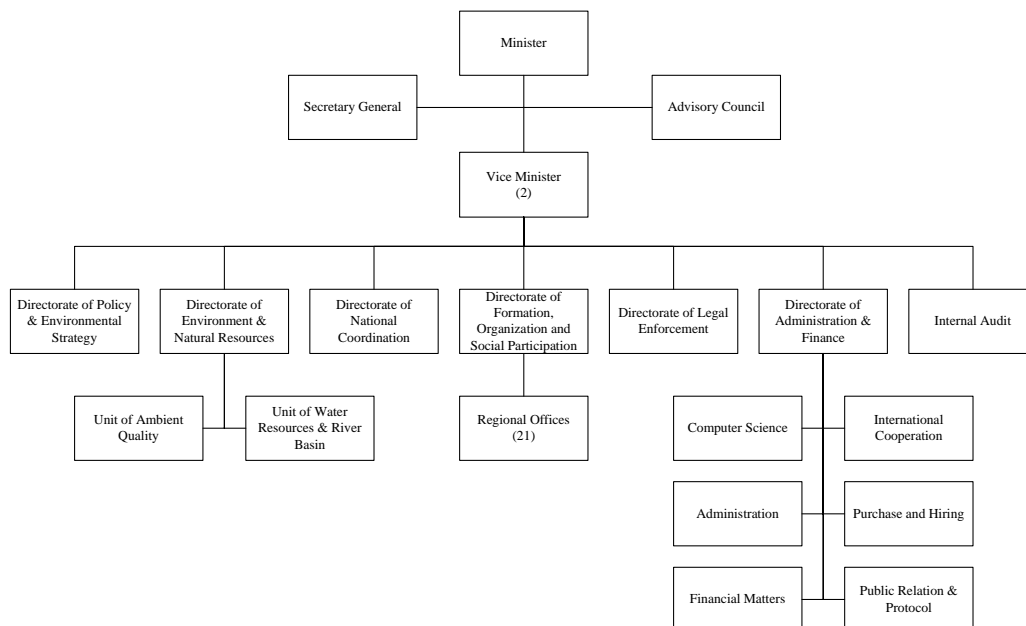 Minister
Secretary General
Advisory Council
Vice Minister
(2)
Directorate of Policy
& Environmental
Strategy
Directorate of
Environment &
Natural Resources
Directorate of
National
Coordination
Directorate of
Formation,
Organization and
Social Participation
Directorate of Legal
Enforcement
Directorate of
Administration &
Finance
Internal Audit
Unit of Ambient
Quality
Unit of Water
Resources & River
Basin
Regional Offices
(21)
Computer Science
International
Cooperation
Administration
Purchase and Hiring
Financial Matters
Public Relation &
Protocol